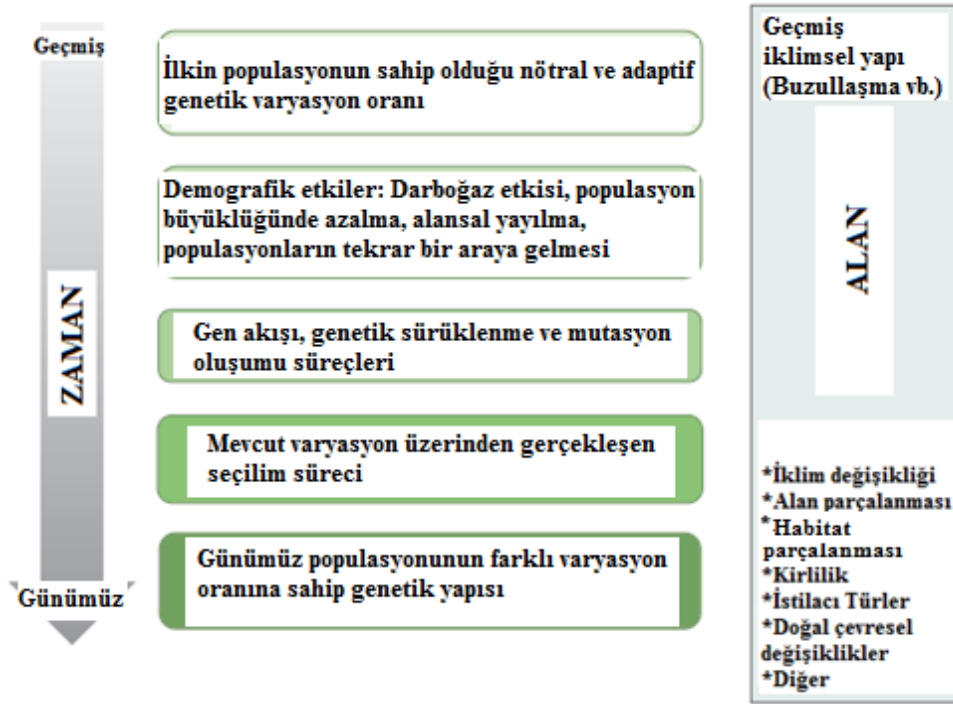 Geçmiş
İlkin populasyonun sahip olduğu nötral ve adaptif
genetik varyasyon oranı
Demografik etkiler: Darboğaz etkisi, populasyon
büyüklüğünde azalma, alansal yayılma,
populasyonların tekrar bir araya gelmesi
ZAMAN
Gen akışı, genetik sürüklenme ve mutasyon
oluşumu süreçleri
Mevcut varyasyon üzerinden gerçekleşen
seçilim süreci
Günümüz populasyonunun farklı varyasyon
oranına sahip genetik yapısı
Günümüz
Geçmiş
iklimsel yapı
(Buzullaşma vb.)
ALAN
*İklim değişikliği
*Alan parçalanması
*Habitat
parçalanması
*Kirlilik
*İstilacı Türler
*Doğal çevresel
değişiklikler
*Diğer